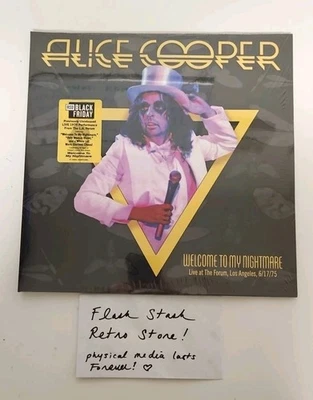 ALICE COOPER
BLACK
FRIDAY
WELCOME TO MY NIGHTMARE
Live at The Forum, Los Angeles, 6/17/75
Flash Stash
Retro Store!
physical media lasts
Forever! ♡